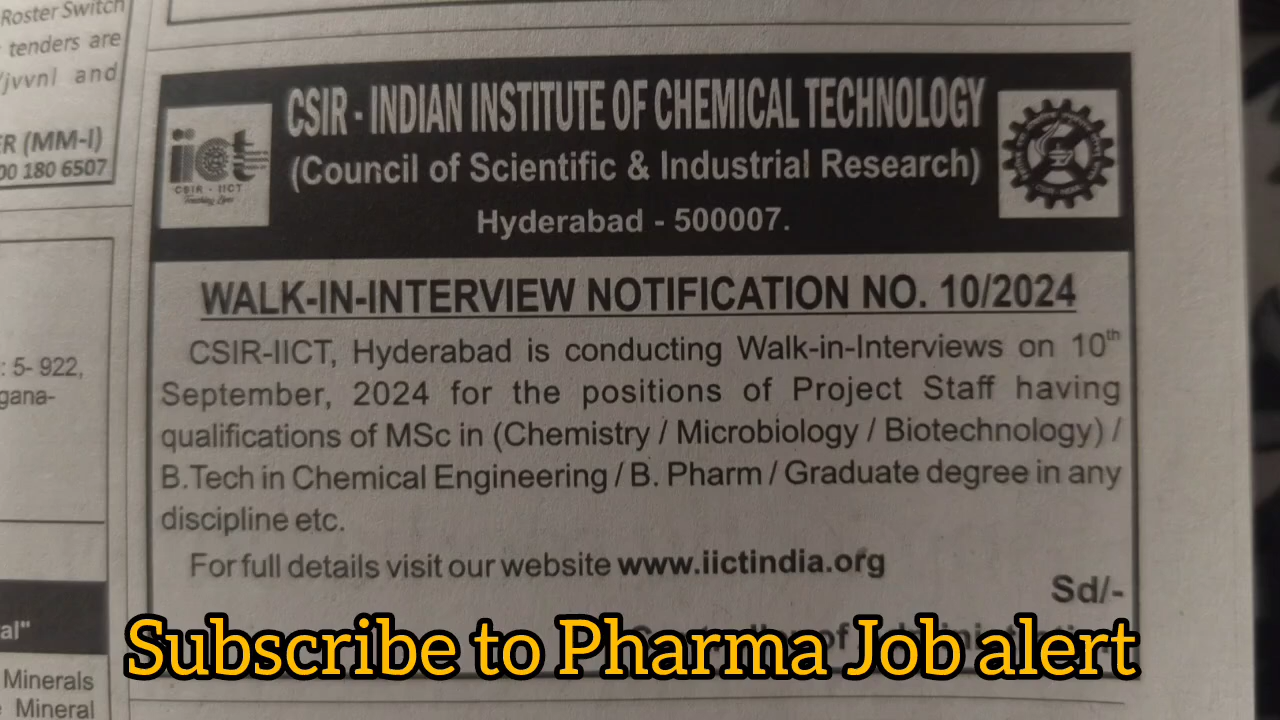 Roster Switch
tenders are
/jvvnl and
ER (MM-I)
00 180 6507
: 5- 922,
gana-
al"
Minerals
Mineral
CSIR - INDIAN INSTITUTE OF CHEMICAL TECHNOLOGY
(Council of Scientific & Industrial Research)
Hyderabad - 500007.
iict
CSIR - IICT
Touching Lives
WALK-IN-INTERVIEW NOTIFICATION NO. 10/2024
CSIR-IICT, Hyderabad is conducting Walk-in-Interviews on 10th
September, 2024 for the positions of Project Staff having
qualifications of MSc in (Chemistry / Microbiology / Biotechnology) /
B.Tech in Chemical Engineering / B. Pharm / Graduate degree in any
discipline etc.
For full details visit our website www.iictindia.org
Sd/-
Subscribe to Pharma Job alert